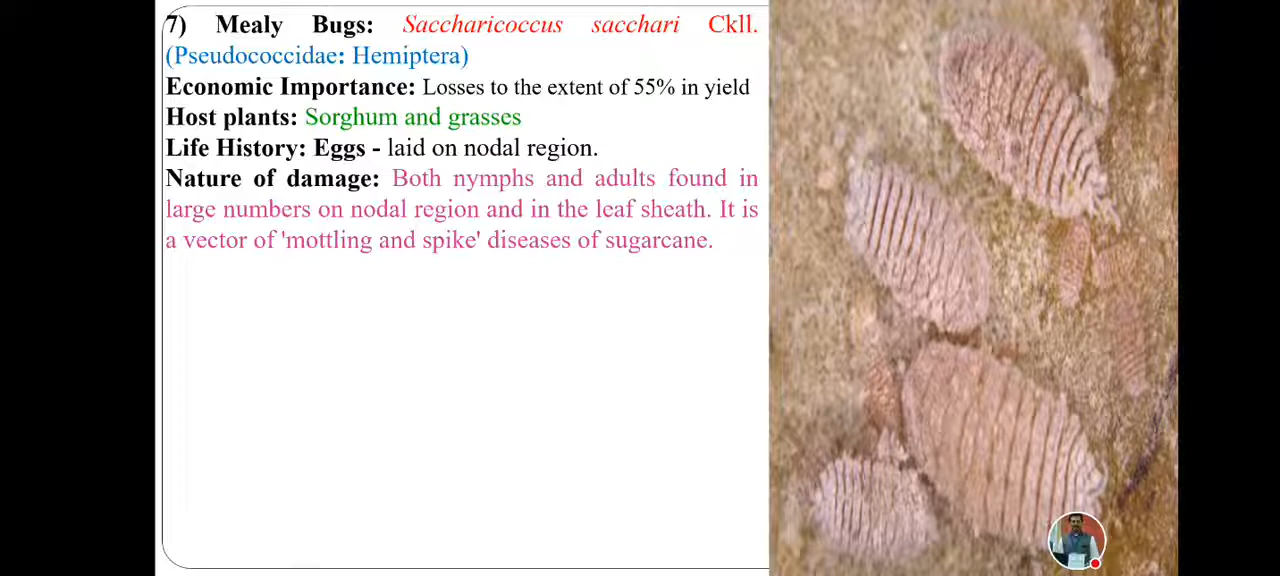 7) Mealy Bugs: Saccharicoccus sacchari Ckll.
(Pseudococcidae: Hemiptera)
Economic Importance: Losses to the extent of 55% in yield
Host plants: Sorghum and grasses
Life History: Eggs - laid on nodal region.
Nature of damage: Both nymphs and adults found in
large numbers on nodal region and in the leaf sheath. It is
a vector of 'mottling and spike' diseases of sugarcane.